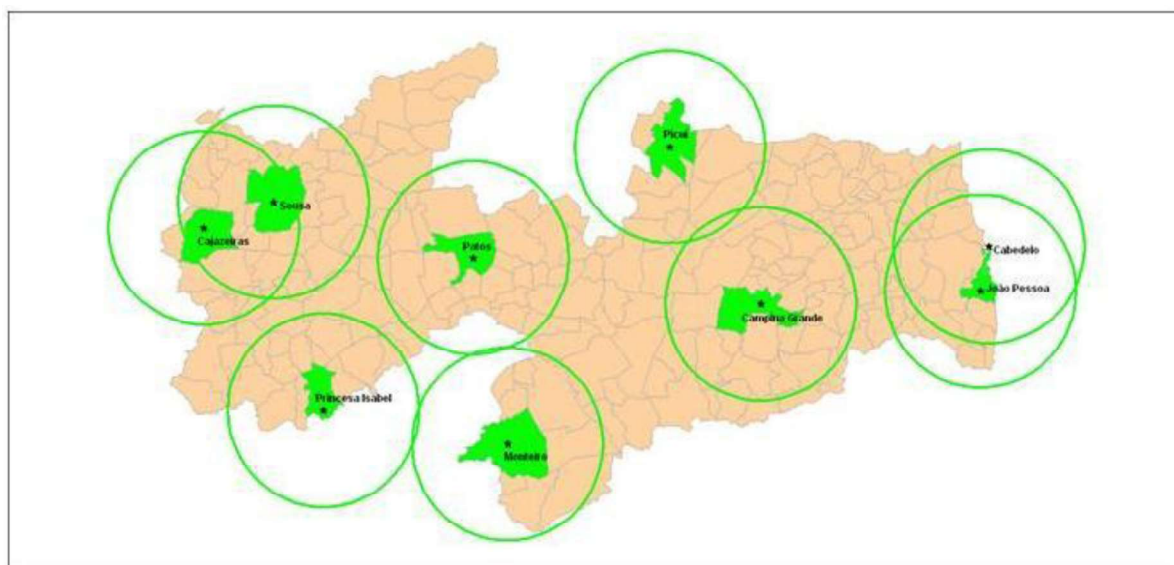 Picuí
Sousa
Cajazeiras
Patos
Cabedelo
João Pessoa
Campina Grande
Princesa Isabel
Monteiro